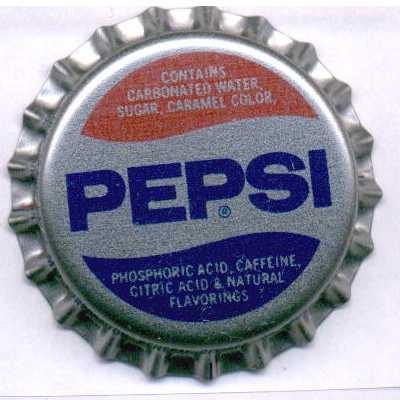 CONTAINS
CARBONATED WATER,
SUGAR, CARAMEL COLOR,
PEPSI
®
PHOSPHORIC ACID, CAFFEINE,
CITRIC ACID & NATURAL
FLAVORINGS